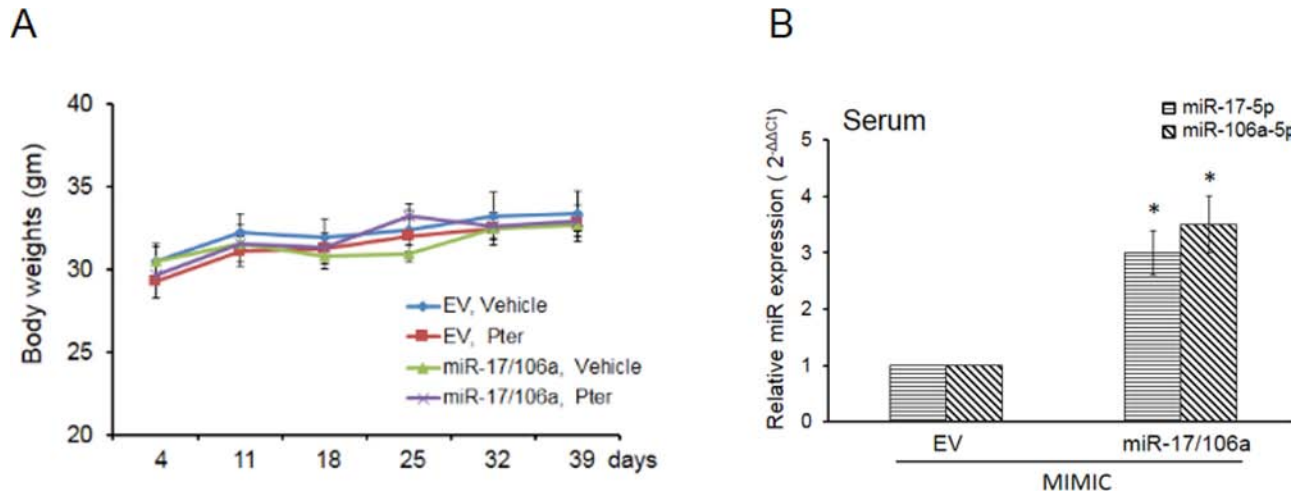 A
Body weights (gm)
40
35
30
25
20
EV, Vehicle
EV, Pter
miR-17/106a, Vehicle
miR-17/106a, Pter
4 11 18 25 32 39 days
B
Serum
miR-17-5p
miR-106a-5p
Relative miR expression ( 2-ΔΔCt)
5
4
3
2
1
0
*
*
EV miR-17/106a
MIMIC